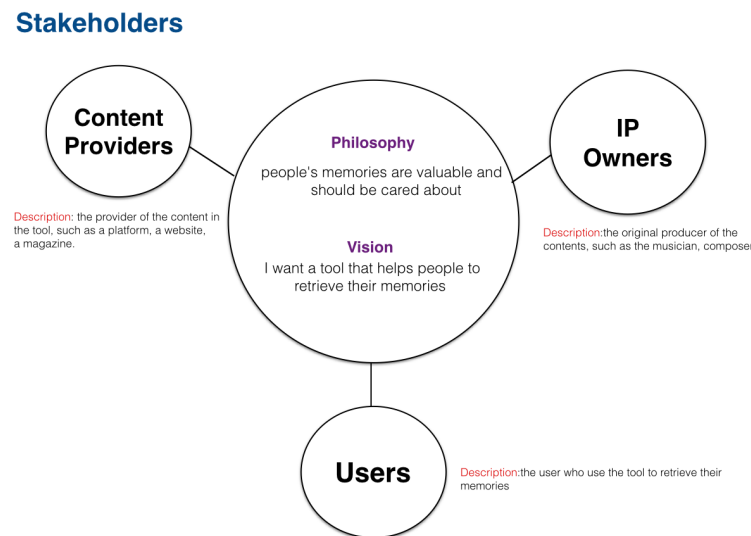 Stakeholders
Content
Providers
IP
Owners
Philosophy
people's memories are valuable and
should be cared about
Description: the provider of the content in
the tool, such as a platform, a website,
a magazine.
Description:the original producer of the
contents, such as the musician, composer
Vision
I want a tool that helps people to
retrieve their memories
Users
Description:the user who use the tool to retrieve their
memories